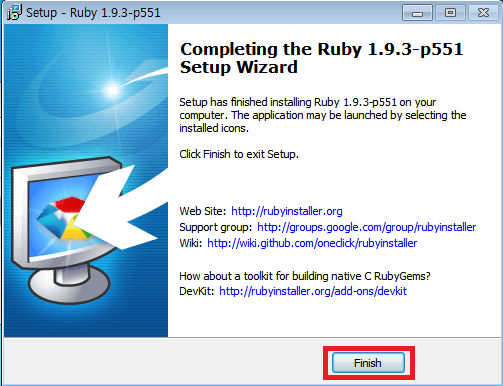 Setup - Ruby 1.9.3-p551
Completing the Ruby 1.9.3-p551
Setup Wizard
Setup has finished installing Ruby 1.9.3-p551 on your
computer. The application may be launched by selecting the
installed icons.
Click Finish to exit Setup.
Web Site: http://rubyinstaller.org
Support group: http://groups.google.com/group/rubyinstaller
Wiki: http://wiki.github.com/oneclick/rubyinstaller
How about a toolkit for building native C RubyGems?
DevKit: http://rubyinstaller.org/add-ons/devkit
Finish